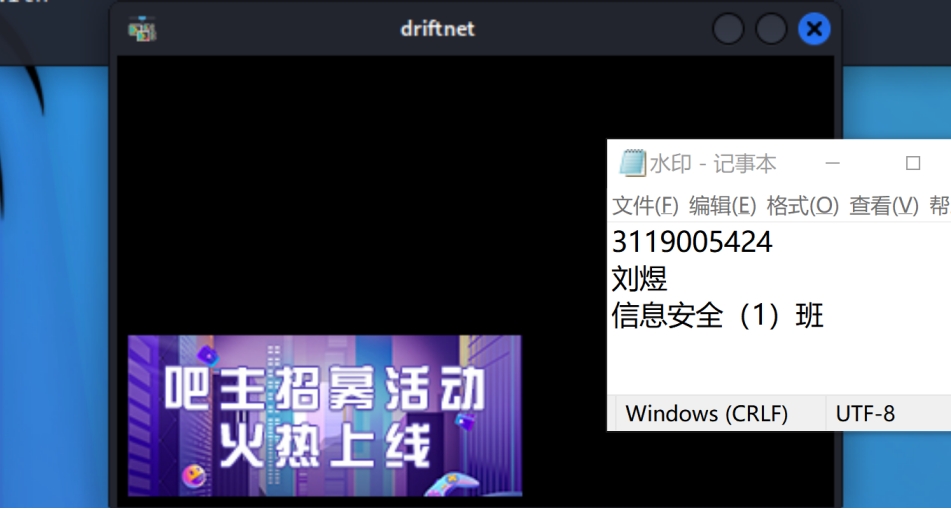 driftnet
水印 - 记事本
文件(F) 编辑(E) 格式(O) 查看(V) 帮
3119005424
刘煜
信息安全（1）班
Windows (CRLF) UTF-8
吧主招募活动
火热上线